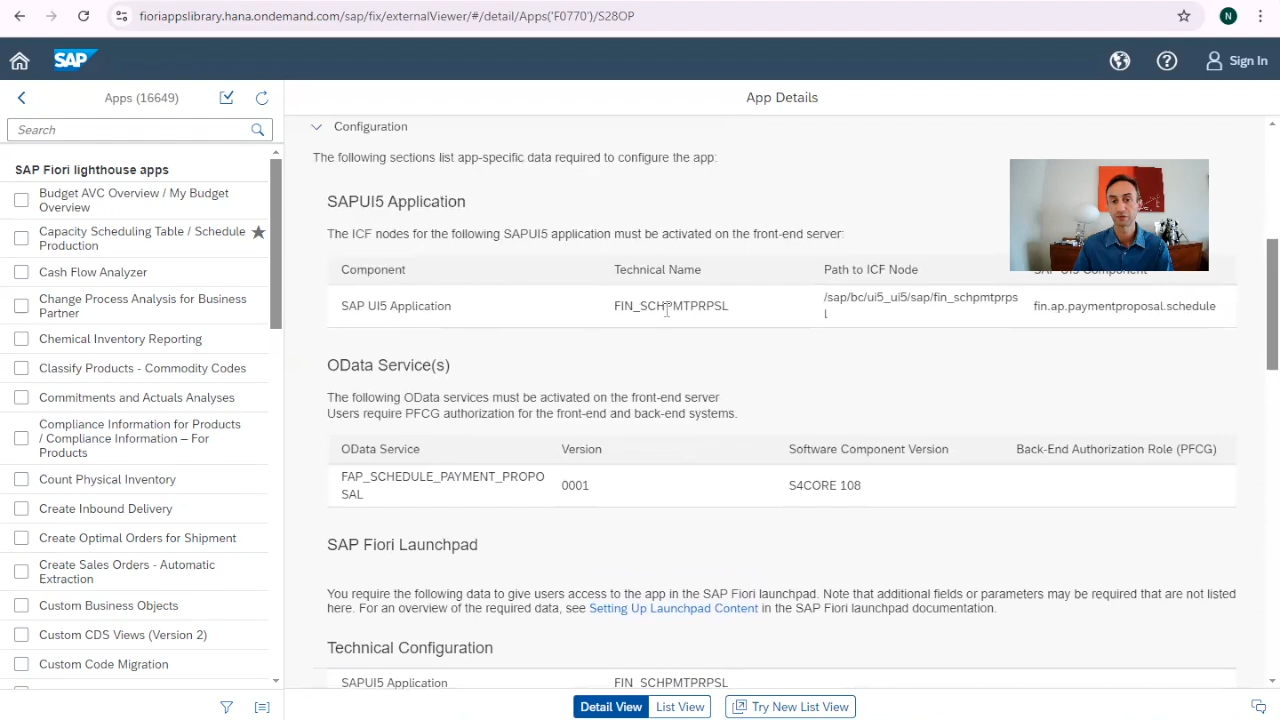 fioriappslibrary.hana.ondemand.com/sap/fix/externalViewer/#/detail/Apps('F0770')/S28OP
N
SAP
Sign In
Apps (16649)
App Details
Search
SAP Fiori lighthouse apps
Budget AVC Overview / My Budget
Overview
Capacity Scheduling Table / Schedule
Production
Cash Flow Analyzer
Change Process Analysis for Business
Partner
Chemical Inventory Reporting
Classify Products - Commodity Codes
Commitments and Actuals Analyses
Compliance Information for Products
/ Compliance Information – For
Products
Count Physical Inventory
Create Inbound Delivery
Create Optimal Orders for Shipment
Create Sales Orders - Automatic
Extraction
Custom Business Objects
Custom CDS Views (Version 2)
Custom Code Migration
Configuration
The following sections list app-specific data required to configure the app:
SAPUI5 Application
The ICF nodes for the following SAPUI5 application must be activated on the front-end server:
Component Technical Name Path to ICF Node SAP UI5 Component
SAP UI5 Application FIN_SCHPMTPRPSL /sap/bc/ui5_ui5/sap/fin_schpmtprps fin.ap.paymentproposal.schedule
l
OData Service(s)
The following OData services must be activated on the front-end server
Users require PFCG authorization for the front-end and back-end systems.
OData Service Version Software Component Version Back-End Authorization Role (PFCG)
FAP_SCHEDULE_PAYMENT_PROPO 0001 S4CORE 108
SAL
SAP Fiori Launchpad
You require the following data to give users access to the app in the SAP Fiori launchpad. Note that additional fields or parameters may be required that are not listed
here. For an overview of the required data, see Setting Up Launchpad Content in the SAP Fiori launchpad documentation.
Technical Configuration
SAPUI5 Application FIN_SCHPMTPRPSL
Detail View List View Try New List View